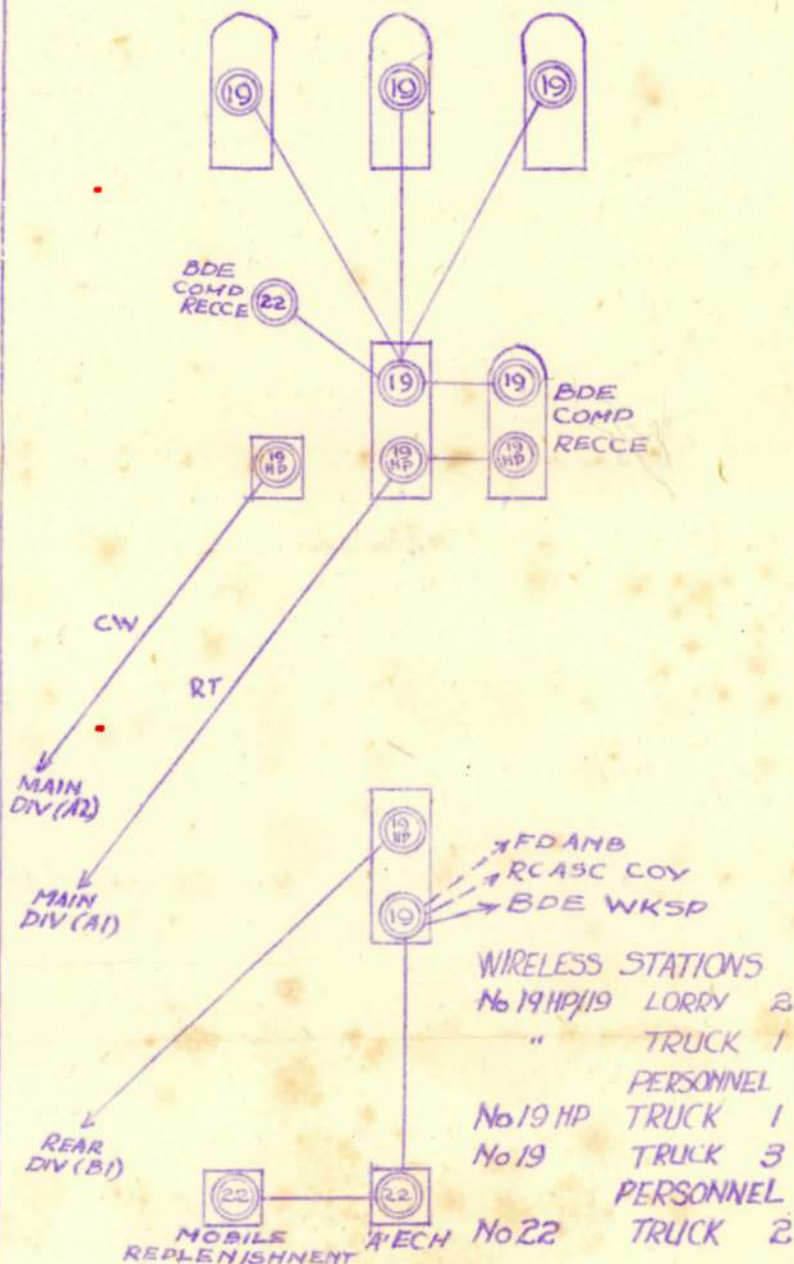 19
19
19
BDE
COMD
RECCE
22
19
19
BDE
COMD
RECCE
19
HP
19
HP
19
HP
CW
RT
MAIN
DIV (A2)
MAIN
DIV (A1)
19
HP
19
FD AMB
RCASC COY
BDE WKSP
WIRELESS STATIONS
No 19 HP/19 LORRY 2
" TRUCK 1
PERSONNEL
No 19 HP TRUCK 1
No 19 TRUCK 3
PERSONNEL
No 22 TRUCK 2
REAR
DIV (B1)
22
22
MOBILE
REPLENISHMENT
A'ECH